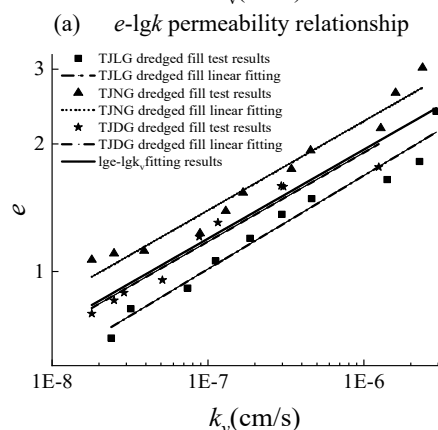 (a) e-lgk permeability relationship
3
TJLG dredged fill test results
TJLG dredged fill linear fitting
TJNG dredged fill test results
TJNG dredged fill linear fitting
2
TJDG dredged fill test results
TJDG dredged fill linear fitting
lge-lgkᵥfitting results
e
1
1E-8 1E-7 1E-6
kᵥ(cm/s)